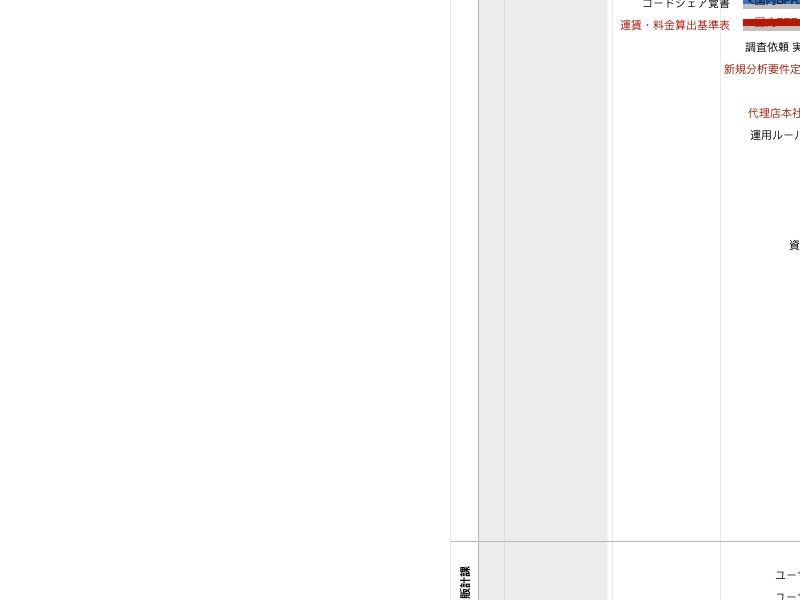 コードシェア覚書
運賃・料金算出基準表
調査依頼 実
新規分析要件定
代理店本社
運用ルール
資
ユーザ
販計課
ユーザ